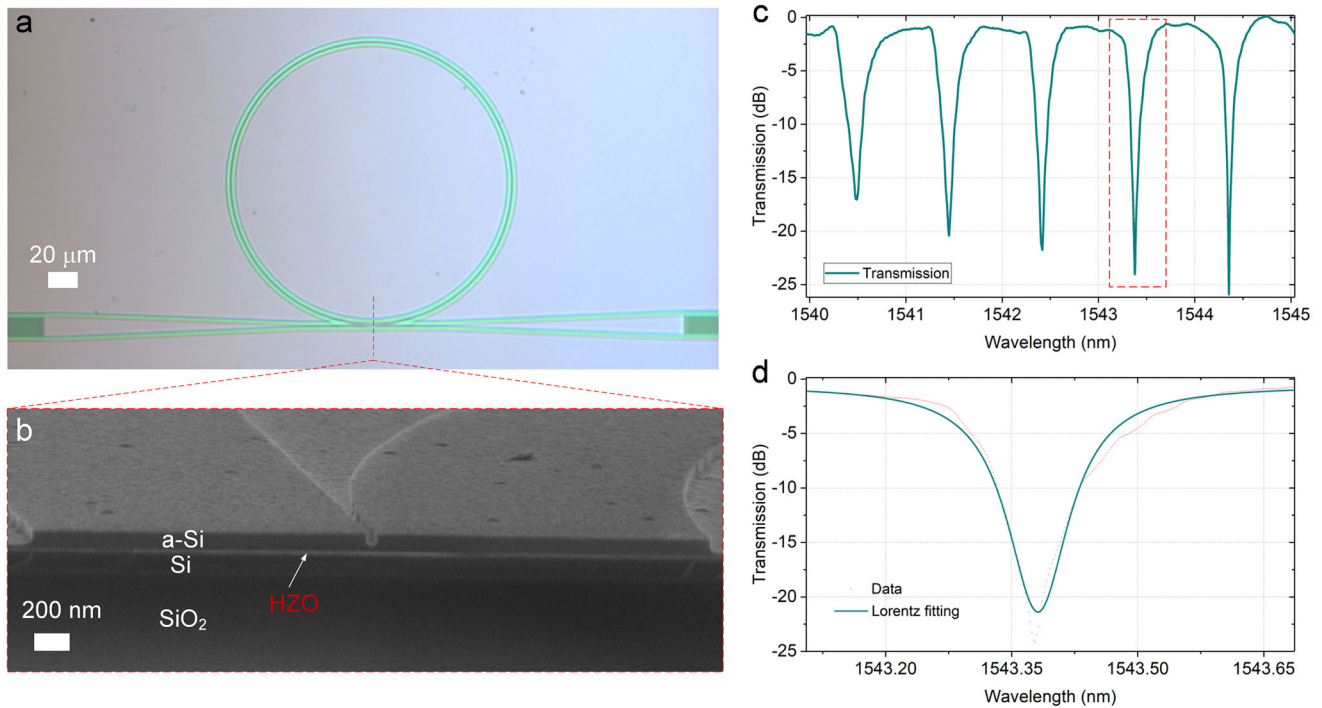 a
20 μm
b
a-Si
Si
HZO
200 nm
SiO₂
c
0
-5
-10
-15
-20
-25
Transmission (dB)
Transmission
1540
1541
1542
1543
1544
1545
Wavelength (nm)
d
0
-5
-10
-15
-20
-25
Transmission (dB)
Data
Lorentz fitting
1543.20
1543.35
1543.50
1543.65
Wavelength (nm)